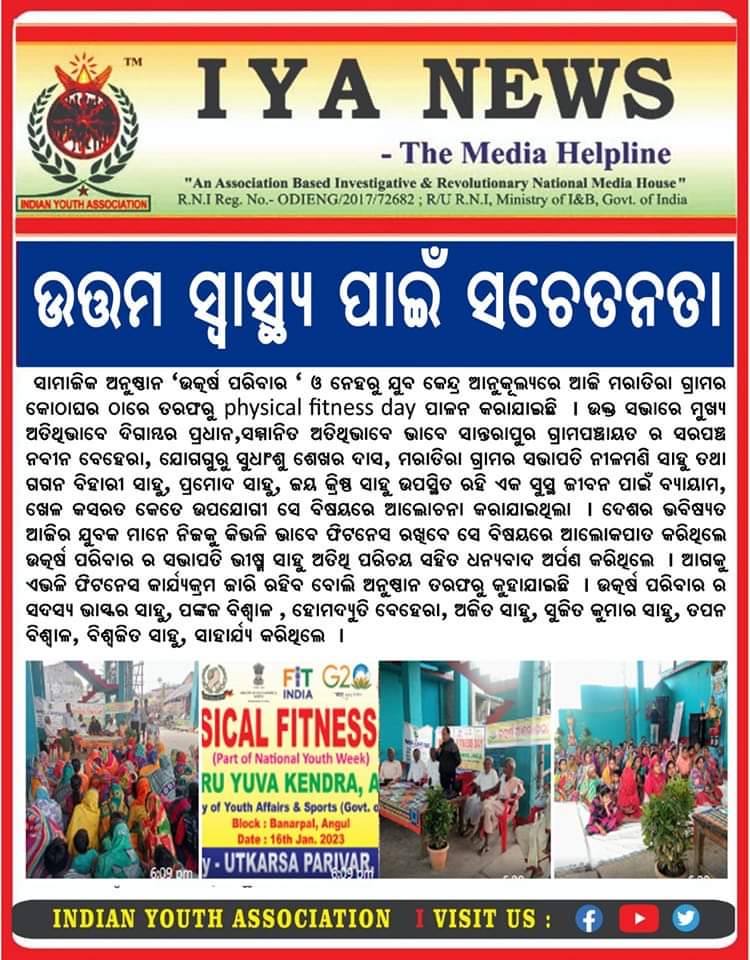 TM
IYA NEWS
- The Media Helpline
"An Association Based Investigative & Revolutionary National Media House"
R.N.I Reg. No.- ODIENG/2017/72682 ; R/U R.N.I, Ministry of I&B, Govt. of India
INDIAN YOUTH ASSOCIATION
ଉତ୍ତମ ସ୍ୱାସ୍ଥ୍ୟ ପାଇଁ ସଚେତନତା
ସାମାଜିକ ଅନୁଷ୍ଠାନ ‘ଉତ୍କର୍ଷ ପରିବାର ‘ ଓ ନେହରୁ ଯୁବ କେନ୍ଦ୍ର ଆନୁକୂଲ୍ୟରେ ଆଜି ମରାତିରା ଗ୍ରାମର
କୋଠାଘର ଠାରେ ତରଫରୁ physical fitness day ପାଳନ କରାଯାଇଛି । ଉକ୍ତ ସଭାରେ ମୁଖ୍ୟ
ଅତିଥିଭାବେ ଦିଗାମ୍ବର ପ୍ରଧାନ,ସମ୍ମାନିତ ଅତିଥିଭାବେ ଭାବେ ସାନ୍ତରାପୁର ଗ୍ରାମପଞ୍ଚାୟତ ର ସରପଞ୍ଚ
ନବୀନ ବେହେରା, ଯୋଗଗୁରୁ ସୁଧାଂଶୁ ଶେଖର ଦାସ, ମରାତିରା ଗ୍ରାମର ସଭାପତି ନୀଳମଣି ସାହୁ ତଥା
ଗଗନ ବିହାରୀ ସାହୁ, ପ୍ରମୋଦ ସାହୁ, ଜୟ କ୍ରିଷ୍ଣ ସାହୁ ଉପସ୍ଥିତ ରହି ଏକ ସୁସ୍ଥ ଜୀବନ ପାଇଁ ବ୍ୟାୟାମ,
ଖେଳ କସରତ କେତେ ଉପଯୋଗୀ ସେ ବିଷୟରେ ଆଲୋଚନା କରାଯାଇଥିଲା । ଦେଶର ଭବିଷ୍ୟତ
ଆଜିର ଯୁବକ ମାନେ ନିଜକୁ କିଭଳି ଭାବେ ଫିଟନେସ ରଖିବେ ସେ ବିଷୟରେ ଆଲୋକପାତ କରିଥିଲେ
ଉତ୍କର୍ଷ ପରିବାର ର ସଭାପତି ଭୀଷ୍ମ ସାହୁ ଅତିଥି ପରିଚୟ ସହିତ ଧନ୍ୟବାଦ ଅର୍ପଣ କରିଥିଲେ । ଆଗକୁ
ଏଭଳି ଫିଟନେସ କାର୍ଯ୍ୟକ୍ରମ ଜାରି ରହିବ ବୋଲି ଅନୁଷ୍ଠାନ ତରଫରୁ କୁହାଯାଇଛି । ଉତ୍କର୍ଷ ପରିବାର ର
ସଦସ୍ୟ ଭାସ୍କର ସାହୁ, ପଙ୍କଜ ବିଶ୍ୱାଳ , ହୋମଦ୍ୟୁତି ବେହେରା, ଅଜିତ ସାହୁ, ସୁଜିତ କୁମାର ସାହୁ, ତପନ
ବିଶ୍ୱାଳ, ବିଶ୍ୱଜିତ ସାହୁ, ସାହାର୍ଯ୍ୟ କରିଥିଲେ ।
FIT INDIA G20
SICAL FITNESS
(Part of National Youth Week)
RU YUVA KENDRA, A
y of Youth Affairs & Sports (Govt. o
Block : Banarpal, Angul
Date : 16th Jan. 2023
y - UTKARSA PARIVAR,
6:09 pm
6:09 pm
INDIAN YOUTH ASSOCIATION I VISIT US :